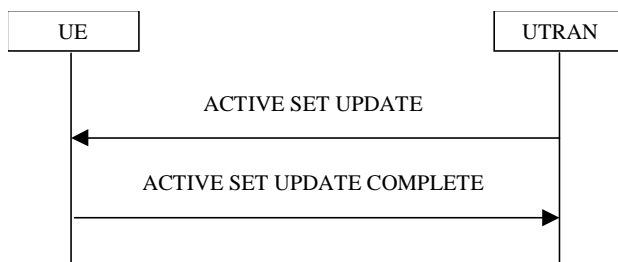 UE
UTRAN
ACTIVE SET UPDATE
ACTIVE SET UPDATE COMPLETE